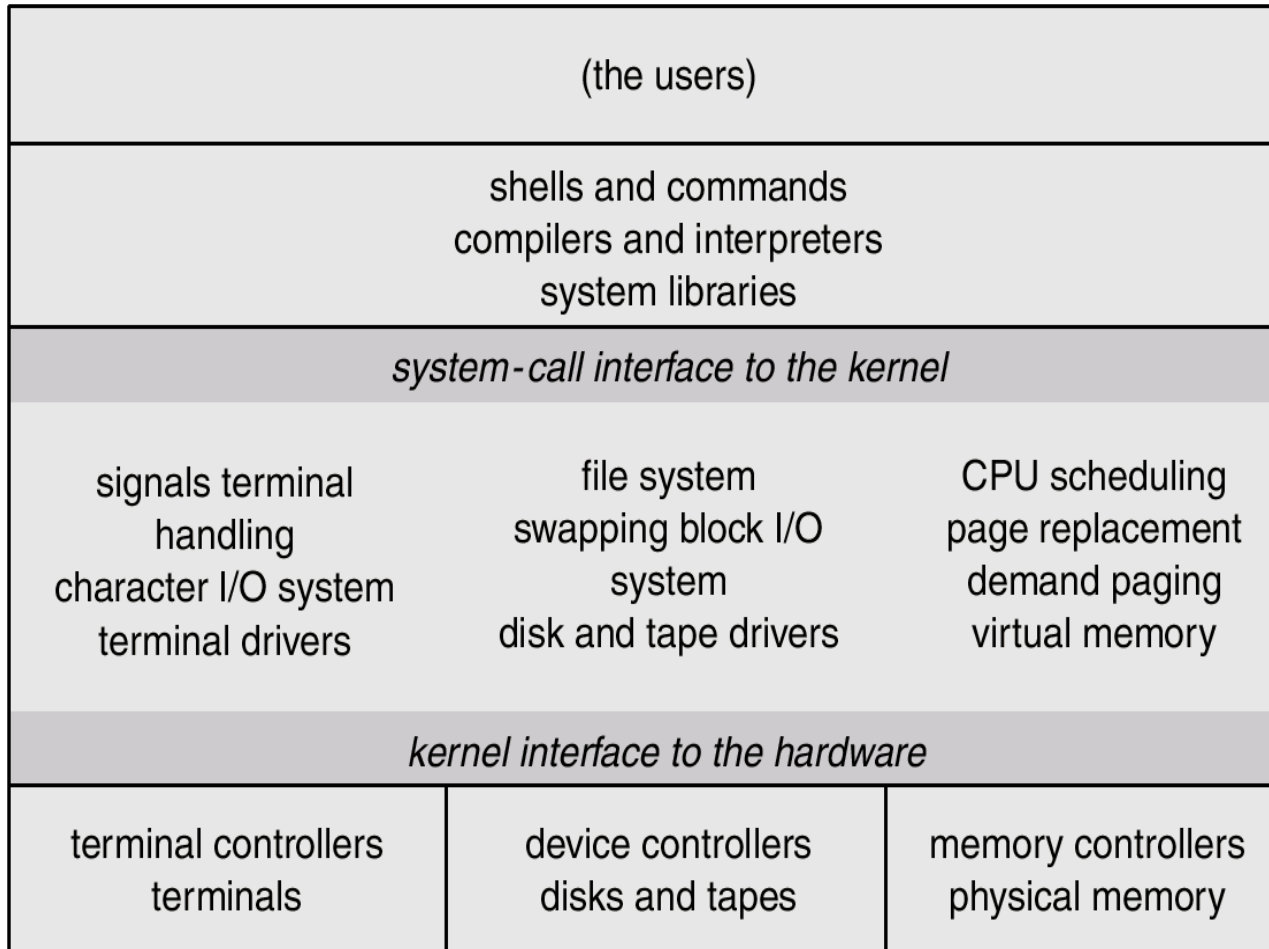 (the users)
shells and commands
compilers and interpreters
system libraries
system-call interface to the kernel
signals terminal
handling
character I/O system
terminal drivers
file system
swapping block I/O
system
disk and tape drivers
CPU scheduling
page replacement
demand paging
virtual memory
kernel interface to the hardware
terminal controllers
terminals
device controllers
disks and tapes
memory controllers
physical memory